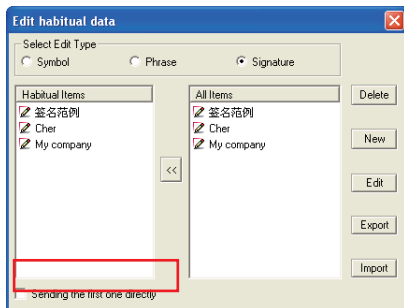 Edit habitual data
Select Edit Type
Symbol Phrase Signature
Habitual Items
签名范例
Cher
My company
<<
All Items
签名范例
Cher
My company
Delete
New
Edit
Export
Import
Sending the first one directly